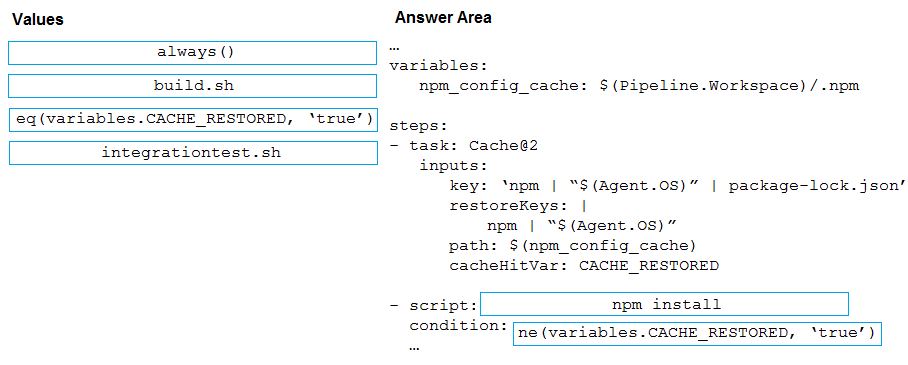 Values
always()
build.sh
eq(variables.CACHE_RESTORED, ‘true’)
integrationtest.sh
Answer Area
…
variables:
npm_config_cache: $(Pipeline.Workspace)/.npm
steps:
- task: Cache@2
inputs:
key: ‘npm | “$(Agent.OS)” | package-lock.json’
restoreKeys: |
npm | “$(Agent.OS)”
path: $(npm_config_cache)
cacheHitVar: CACHE_RESTORED
- script: npm install
condition: ne(variables.CACHE_RESTORED, ‘true’)
…